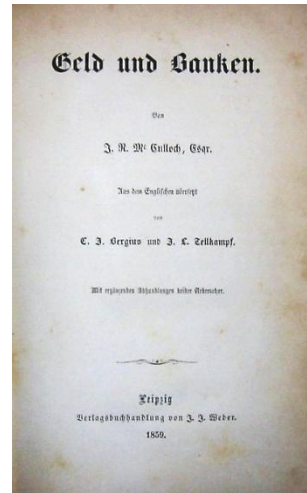 Geld und Banken.
Von
J. R. Mc Culloch, Esqr.
Aus dem Englischen übersetzt
von
C. J. Bergius und J. L. Tellkampf.
Mit ergänzenden Abhandlungen beider Uebersetzer.
Leipzig
Verlagsbuchhandlung von J. J. Weber.
1859.